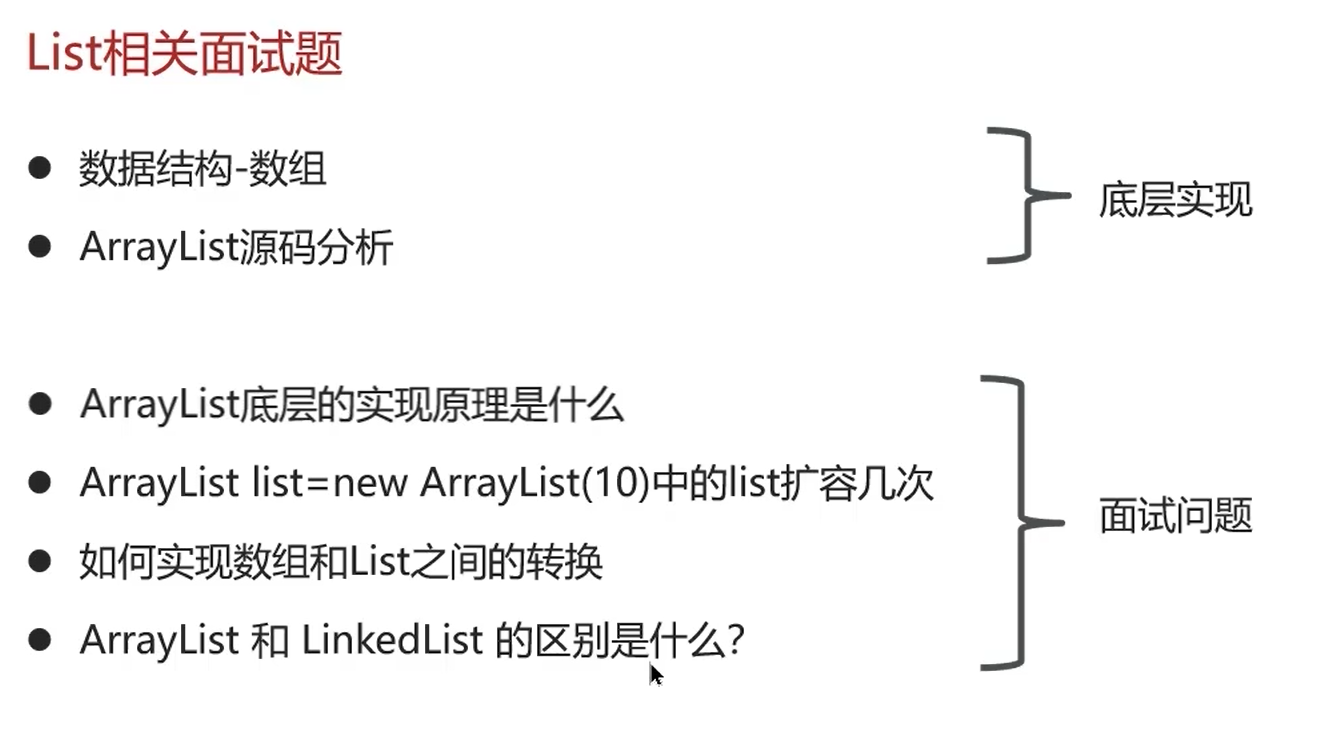 List相关面试题
数据结构-数组
ArrayList源码分析
底层实现
ArrayList底层的实现原理是什么
ArrayList list=new ArrayList(10)中的list扩容几次
如何实现数组和List之间的转换
ArrayList 和 LinkedList 的区别是什么?
面试问题